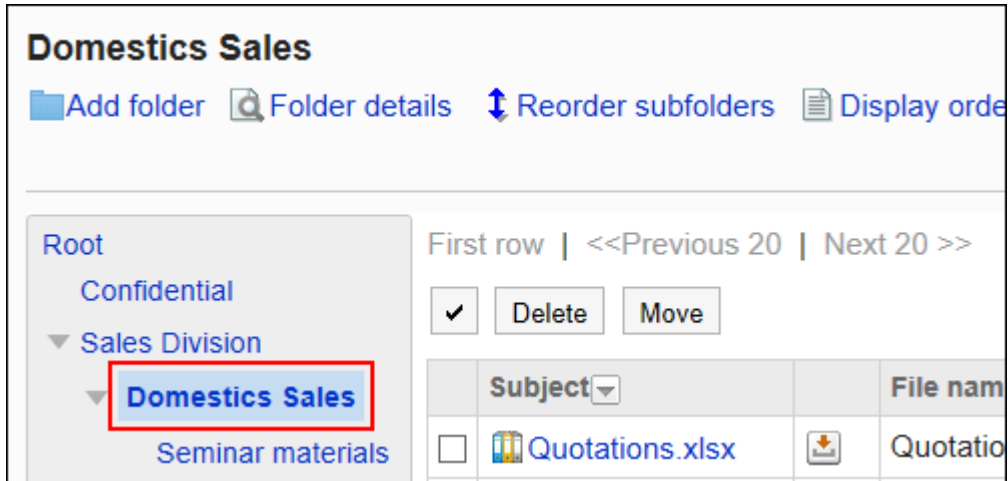 Domestics Sales
Add folder Folder details Reorder subfolders Display orde
First row | <<Previous 20 | Next 20 >>
Delete Move
Root
Confidential
Sales Division
Domestics Sales
Seminar materials
Subject File nam
Quotations.xlsx Quotatio